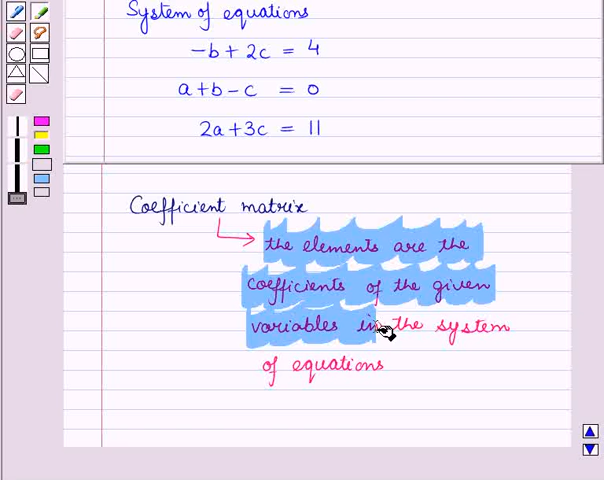 System of equations
-b + 2c = 4
a+b-c = 0
2a+3c = 11
Coefficient matrix
the elements are the
coefficients of the given
variables in the system
of equations